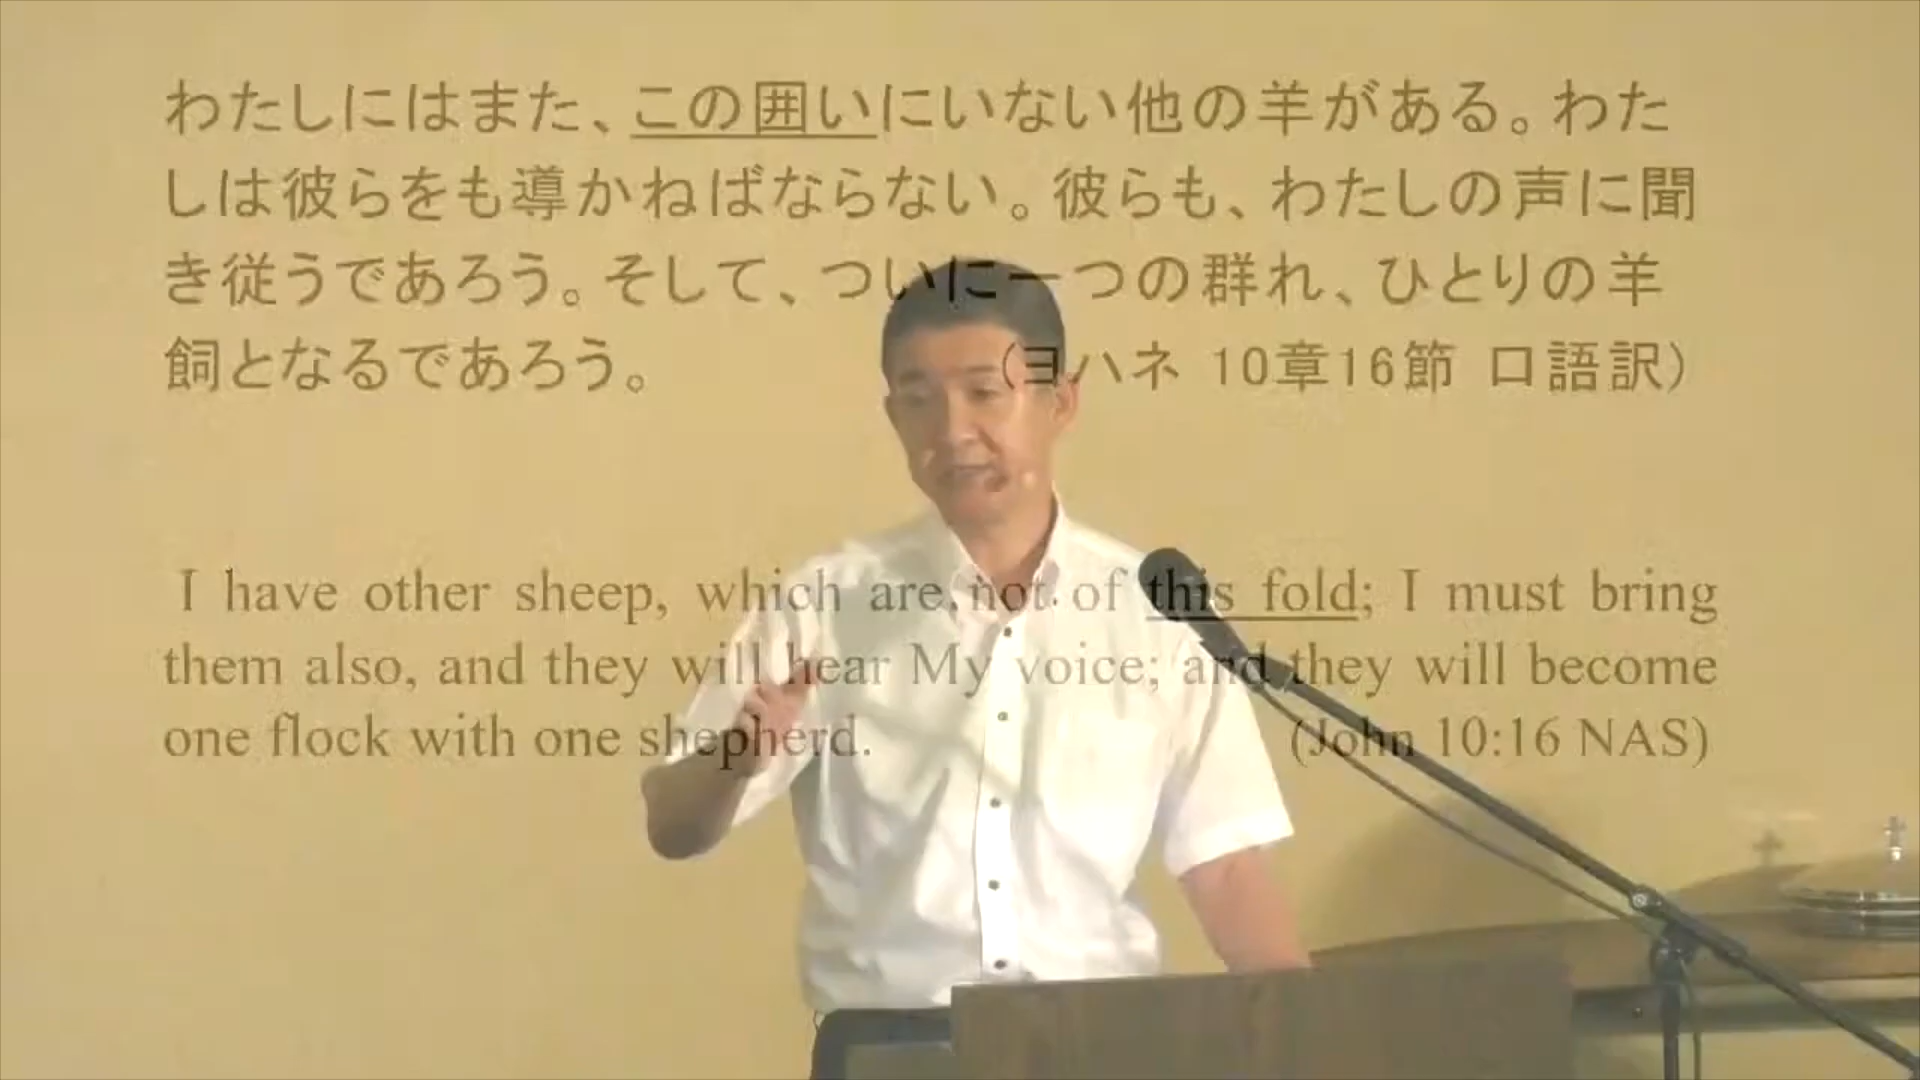 わたしにはまた、この囲いにいない他の羊がある。わた
しは彼らをも導かねばならない。彼らも、わたしの声に聞
き従うであろう。そして、ついに一つの群れ、ひとりの羊
飼となるであろう。 (ヨハネ 10章16節 口語訳)
I have other sheep, which are not of this fold; I must bring
them also, and they will hear My voice; and they will become
one flock with one shepherd. (John 10:16 NAS)